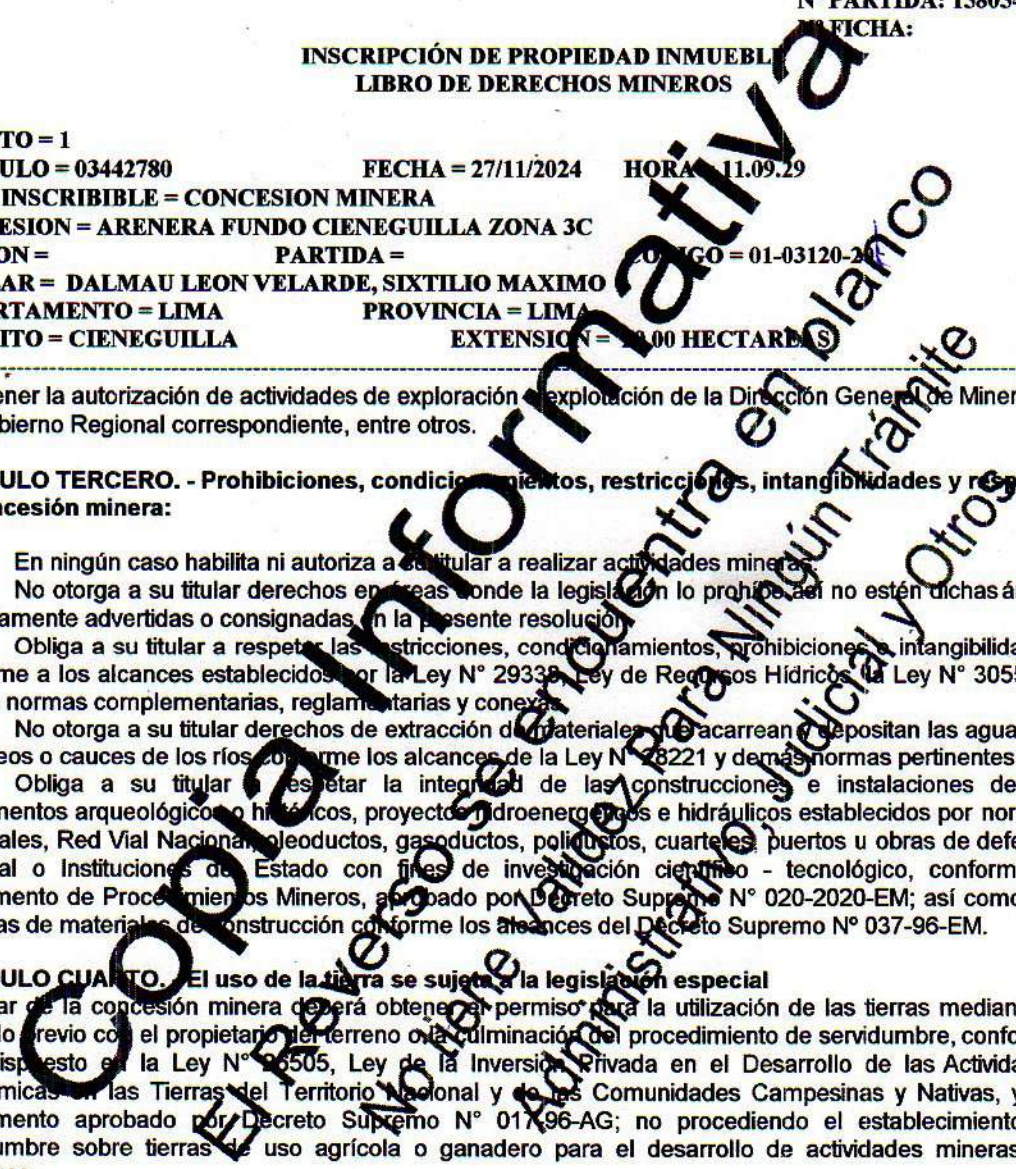 N° PARTIDA: 158034
N° FICHA:
INSCRIPCIÓN DE PROPIEDAD INMUEBL
LIBRO DE DERECHOS MINEROS
TO = 1
ULO = 03442780 FECHA = 27/11/2024 HORA 11.09.29
INSCRIBIBLE = CONCESION MINERA
ESION = ARENERA FUNDO CIENEGUILLA ZONA 3C
ON = PARTIDA = CODIGO = 01-03120-2
AR = DALMAU LEON VELARDE, SIXTILIO MAXIMO
RTAMENTO = LIMA PROVINCIA = LIMA
ITO = CIENEGUILLA EXTENSION = 00 HECTAREAS
ener la autorización de actividades de exploración explotación de la Dirección General de Miner
bierno Regional correspondiente, entre otros.
ULO TERCERO. - Prohibiciones, condicionamientos, restricciones, intangibilidades y resp
ncesión minera:
En ningún caso habilita ni autoriza a su titular a realizar actividades mineras.
No otorga a su titular derechos en áreas donde la legislación lo prohíbe así no estén dichas á
amente advertidas o consignadas en la presente resolución
Obliga a su titular a respetar las restricciones, condicionamientos, prohibiciones e intangibilida
me a los alcances establecidos por la Ley N° 29338, Ley de Recursos Hídricos, la Ley N° 3055
normas complementarias, reglamentarias y conexas
No otorga a su titular derechos de extracción de materiales que acarrean y depositan las agua
eos o cauces de los ríos conforme los alcances de la Ley N° 28221 y demás normas pertinentes
Obliga a su titular a respetar la integridad de las construcciones e instalaciones de
mentos arqueológicos o históricos, proyectos hidroenergéticos e hidráulicos establecidos por nor
ales, Red Vial Nacional, oleoductos, gasoductos, poliductos, cuarteles, puertos u obras de defe
al o Instituciones del Estado con fines de investigación científico - tecnológico, conform
mento de Procedimientos Mineros, aprobado por Decreto Supremo N° 020-2020-EM; así como
as de materiales de construcción conforme los alcances del Decreto Supremo Nº 037-96-EM.
ULO CUARTO. El uso de la tierra se sujeta a la legislación especial
ar de la concesión minera deberá obtener el permiso para la utilización de las tierras median
do previo con el propietario del terreno o la culminación del procedimiento de servidumbre, confo
ispuesto en la Ley N° 26505, Ley de la Inversión Privada en el Desarrollo de las Activida
micas en las Tierras del Territorio Nacional y de las Comunidades Campesinas y Nativas, y
mento aprobado por Decreto Supremo N° 017-96-AG; no procediendo el establecimiento
umbre sobre tierras de uso agrícola o ganadero para el desarrollo de actividades mineras
Copia Informativa
El Reverso se encuentra en blanco
No tiene Validez Para Ningún Trámite
Administrativo, Judicial y Otros